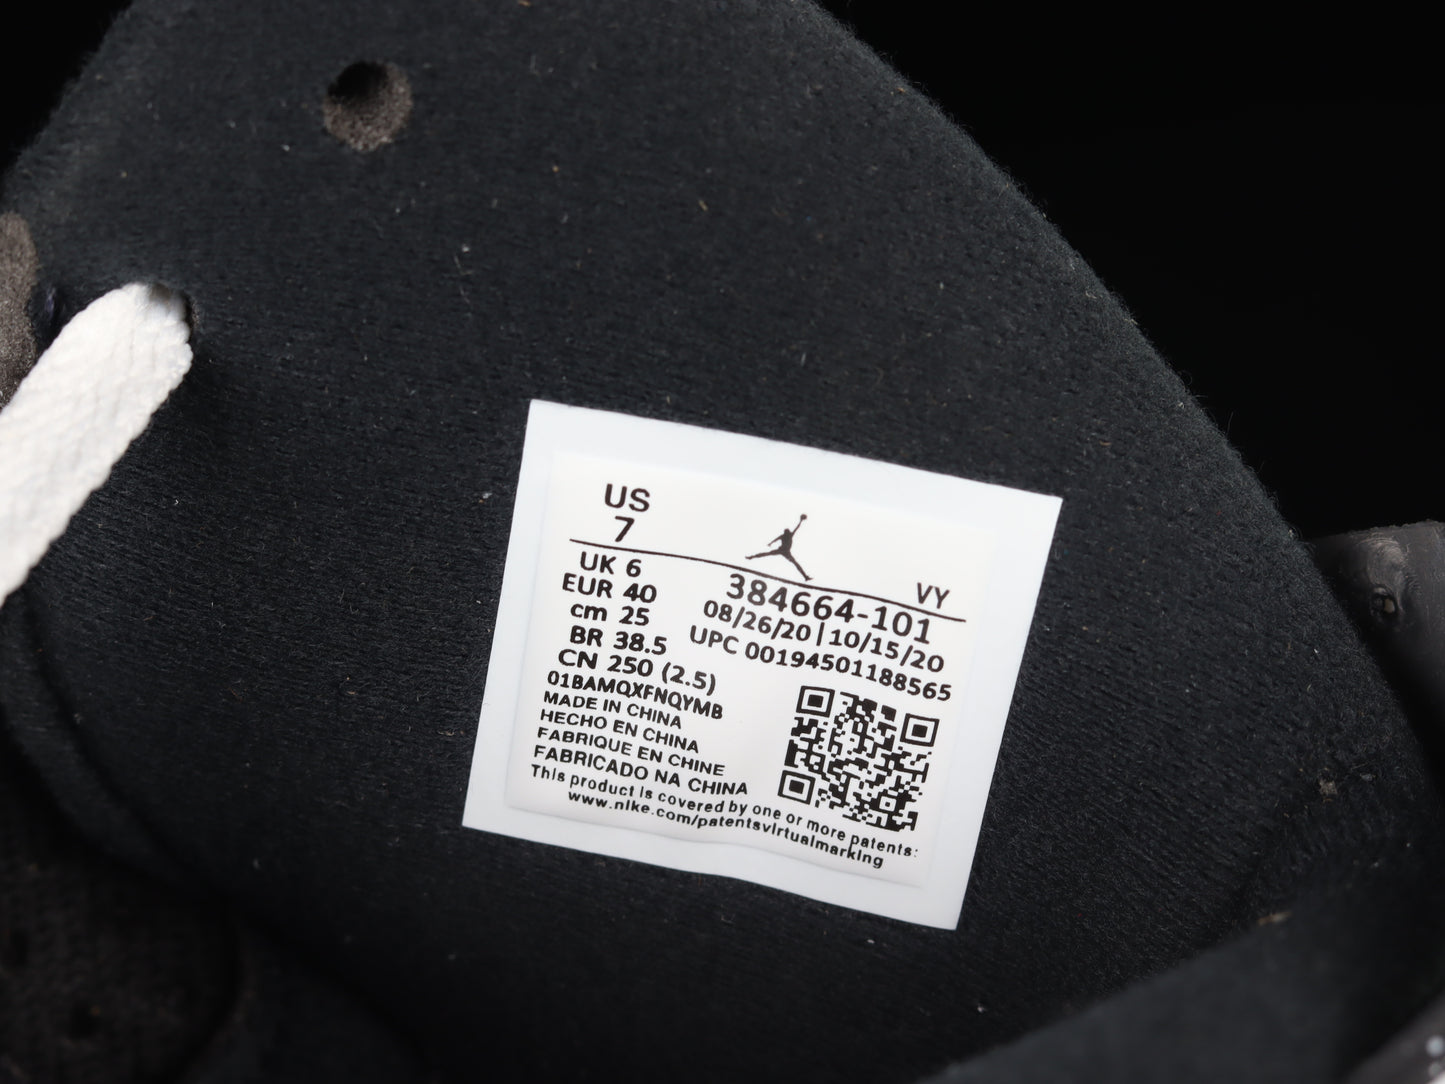 US
7
UK 6
EUR 40
cm 25
BR 38.5
CN 250 (2.5)
VY
384664-101
08/26/20|10/15/20
UPC 00194501188565
01BAMQXFNQYMB
MADE IN CHINA
HECHO EN CHINA
FABRIQUE EN CHINE
FABRICADO NA CHINA
This product is covered by one or more patents:
www.nike.com/patentsvirtualmarking